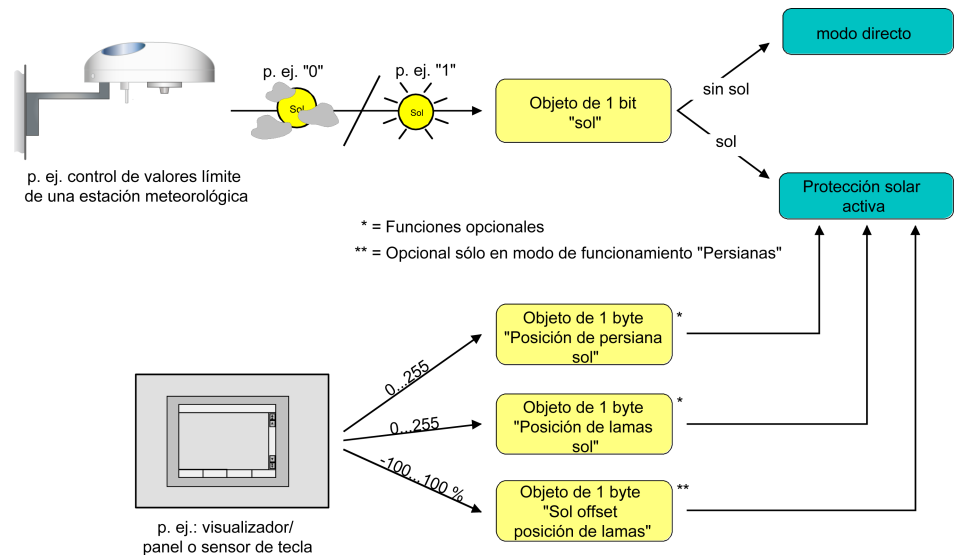 modo directo
p. ej. "0"
p. ej. "1"
Sol
Sol
Objeto de 1 bit
"sol"
sin sol
sol
p. ej. control de valores límite
de una estación meteorológica
Protección solar
activa
* = Funciones opcionales
** = Opcional sólo en modo de funcionamiento "Persianas"
Objeto de 1 byte
"Posición de persiana
sol"
*
0...255
Objeto de 1 byte
"Posición de lamas
sol"
*
0...255
-100...100 %
Objeto de 1 byte
"Sol offset
posición de lamas"
**
p. ej.: visualizador/
panel o sensor de tecla